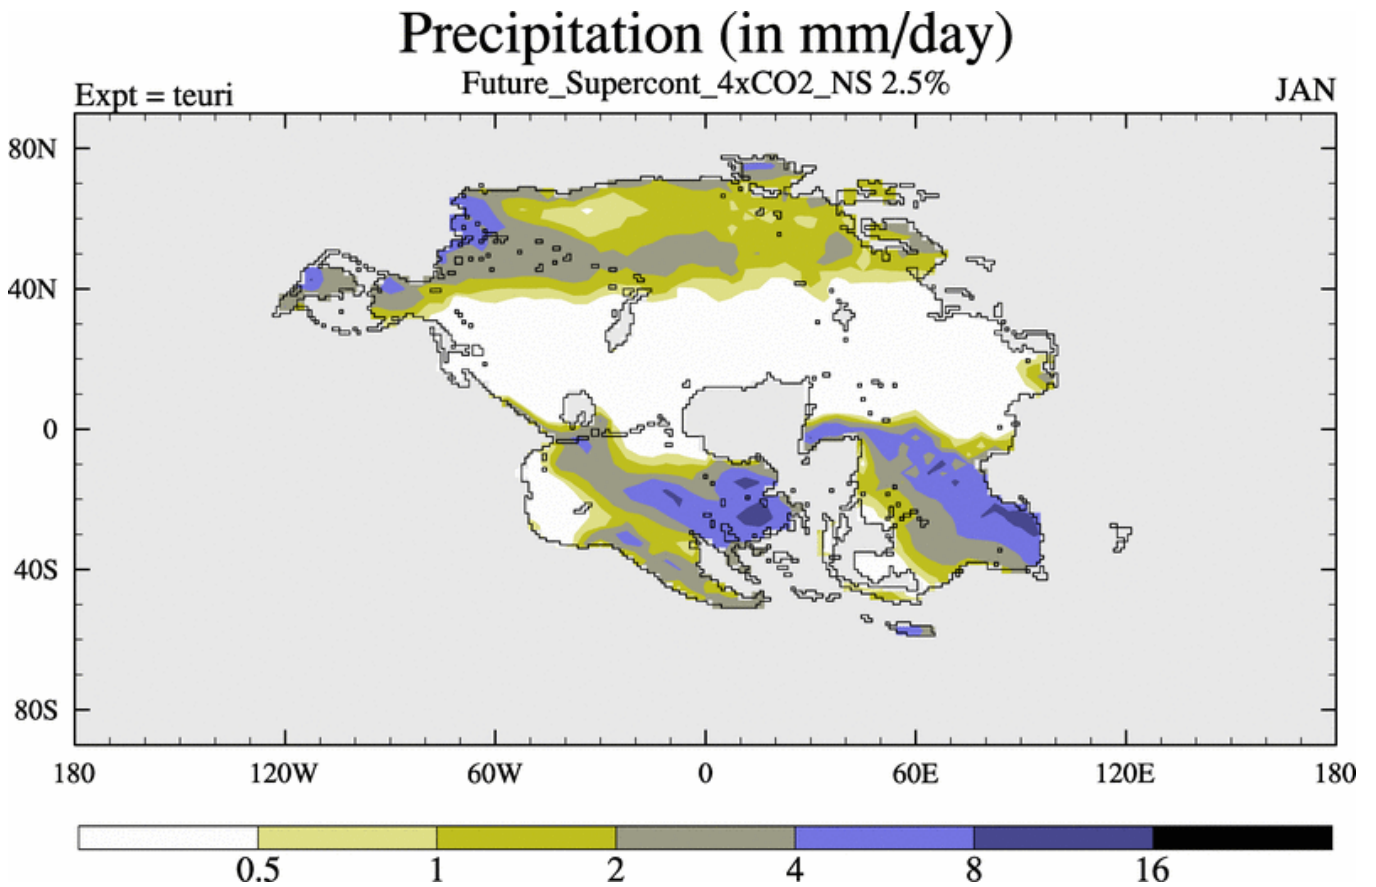 Precipitation (in mm/day)
Future_Supercont_4xCO2_NS 2.5%
Expt = teuri
JAN
80N
40N
0
40S
80S
180 120W 60W 0 60E 120E 180
0.5 1 2 4 8 16